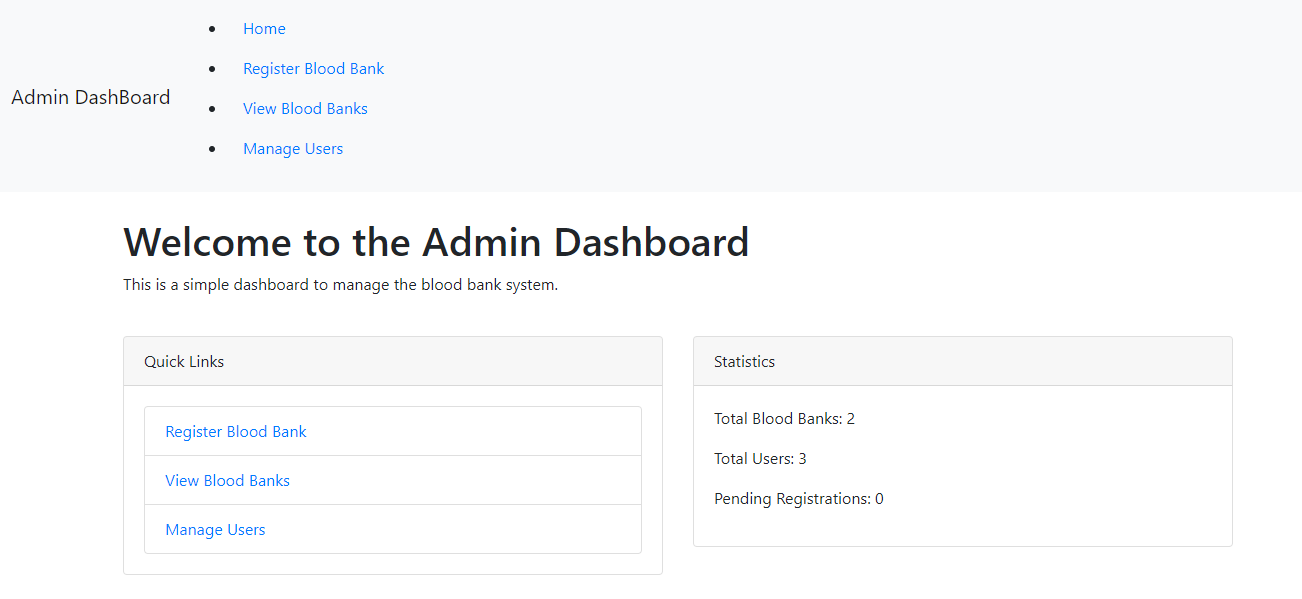 Admin DashBoard
Home
Register Blood Bank
View Blood Banks
Manage Users
Welcome to the Admin Dashboard
This is a simple dashboard to manage the blood bank system.
Quick Links
Register Blood Bank
View Blood Banks
Manage Users
Statistics
Total Blood Banks: 2
Total Users: 3
Pending Registrations: 0